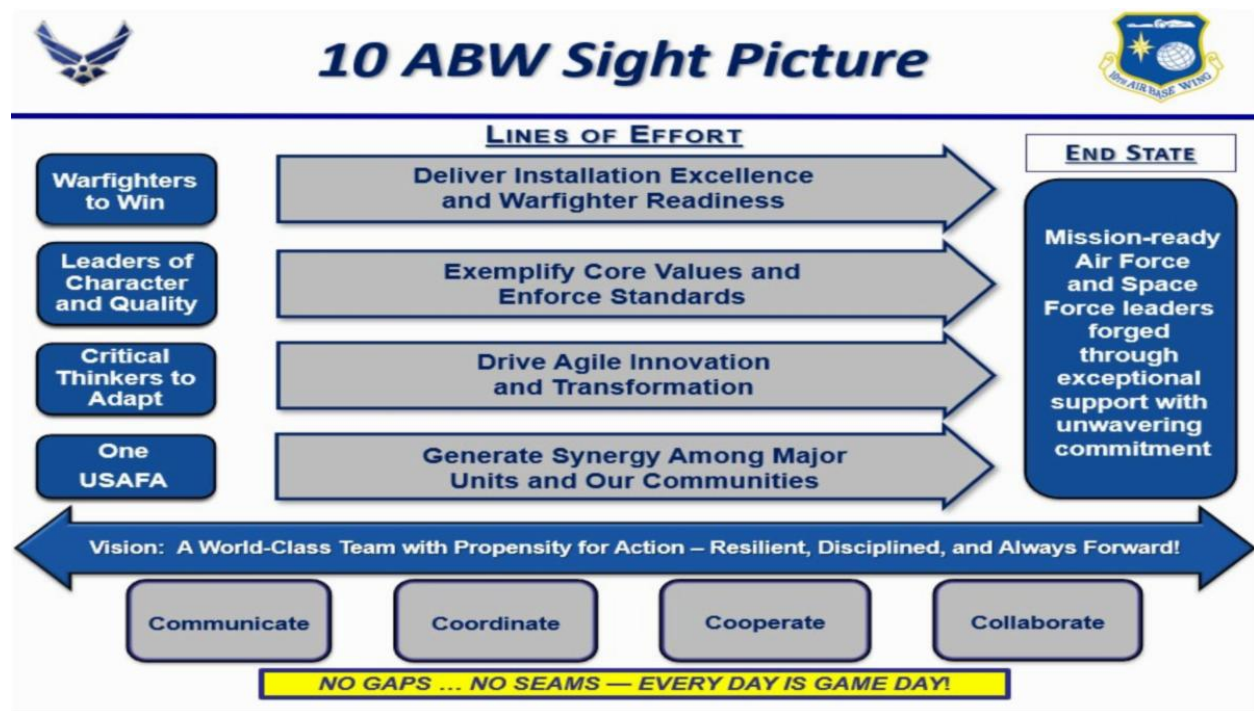 10 ABW Sight Picture
10TH AIR BASE WING
LINES OF EFFORT
END STATE
Warfighters
to Win
Deliver Installation Excellence
and Warfighter Readiness
Leaders of
Character
and Quality
Exemplify Core Values and
Enforce Standards
Critical
Thinkers to
Adapt
Drive Agile Innovation
and Transformation
One
USAFA
Generate Synergy Among Major
Units and Our Communities
Mission-ready
Air Force
and Space
Force leaders
forged
through
exceptional
support with
unwavering
commitment
Vision: A World-Class Team with Propensity for Action – Resilient, Disciplined, and Always Forward!
Communicate
Coordinate
Cooperate
Collaborate
NO GAPS ... NO SEAMS — EVERY DAY IS GAME DAY!